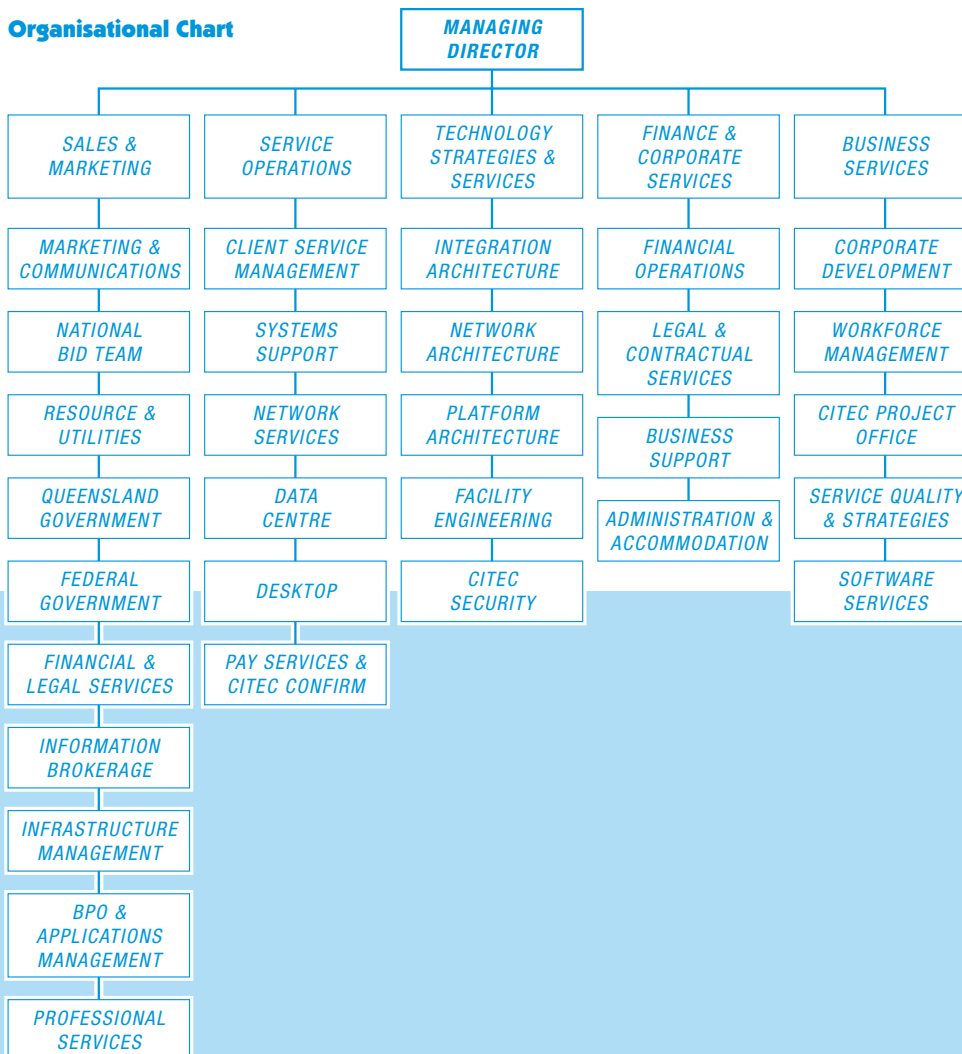 Organisational Chart
MANAGING
DIRECTOR
SALES &
MARKETING
MARKETING &
COMMUNICATIONS
NATIONAL
BID TEAM
RESOURCE &
UTILITIES
QUEENSLAND
GOVERNMENT
FEDERAL
GOVERNMENT
FINANCIAL &
LEGAL SERVICES
INFORMATION
BROKERAGE
INFRASTRUCTURE
MANAGEMENT
BPO &
APPLICATIONS
MANAGEMENT
PROFESSIONAL
SERVICES
SERVICE
OPERATIONS
CLIENT SERVICE
MANAGEMENT
SYSTEMS
SUPPORT
NETWORK
SERVICES
DATA
CENTRE
DESKTOP
PAY SERVICES &
CITEC CONFIRM
TECHNOLOGY
STRATEGIES &
SERVICES
INTEGRATION
ARCHITECTURE
NETWORK
ARCHITECTURE
PLATFORM
ARCHITECTURE
FACILITY
ENGINEERING
CITEC
SECURITY
FINANCE &
CORPORATE
SERVICES
FINANCIAL
OPERATIONS
LEGAL &
CONTRACTUAL
SERVICES
BUSINESS
SUPPORT
ADMINISTRATION &
ACCOMMODATION
BUSINESS
SERVICES
CORPORATE
DEVELOPMENT
WORKFORCE
MANAGEMENT
CITEC PROJECT
OFFICE
SERVICE QUALITY
& STRATEGIES
SOFTWARE
SERVICES